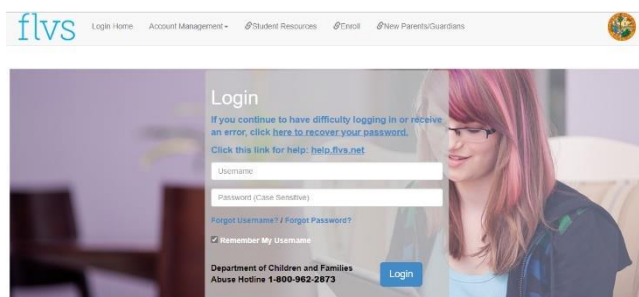 flvs Login Home Account Management Student Resources Enroll New Parents/Guardians
Login
If you continue to have difficulty logging in or receive
an error, click here to recover your password.
Click this link for help: help.flvs.net
Username
Password (Case Sensitive)
Forgot Username? / Forgot Password?
Remember My Username
Department of Children and Families
Abuse Hotline 1-800-962-2873
Login